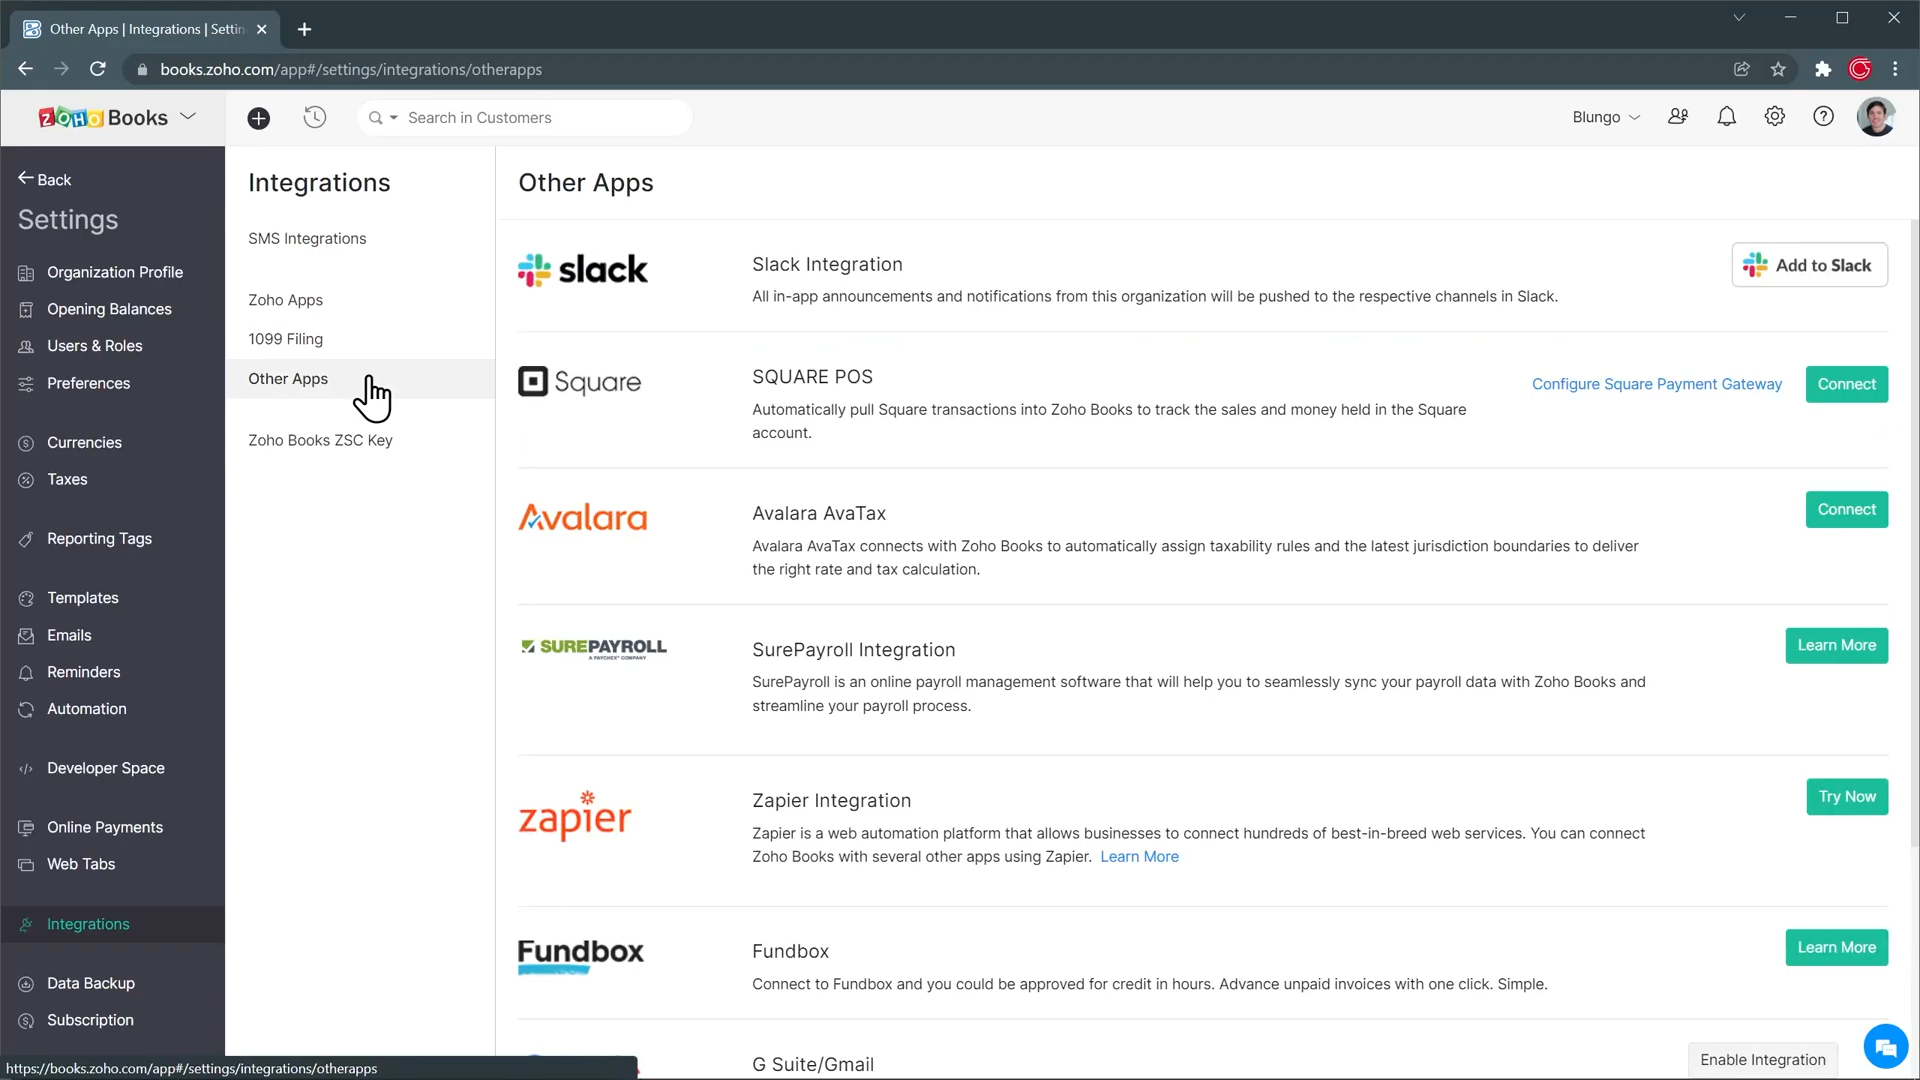 Other Apps | Integrations | Settin
books.zoho.com/app#/settings/integrations/otherapps
ZOHO Books
Search in Customers
Blungo
Back
Settings
Organization Profile
Opening Balances
Users & Roles
Preferences
Currencies
Taxes
Reporting Tags
Templates
Emails
Reminders
Automation
Developer Space
Online Payments
Web Tabs
Integrations
Data Backup
Subscription
Integrations
SMS Integrations
Zoho Apps
1099 Filing
Other Apps
Zoho Books ZSC Key
Other Apps
slack
Slack Integration
All in-app announcements and notifications from this organization will be pushed to the respective channels in Slack.
Add to Slack
Square
SQUARE POS
Automatically pull Square transactions into Zoho Books to track the sales and money held in the Square
account.
Configure Square Payment Gateway
Connect
Avalara
Avalara AvaTax
Avalara AvaTax connects with Zoho Books to automatically assign taxability rules and the latest jurisdiction boundaries to deliver
the right rate and tax calculation.
Connect
SUREPAYROLL
A PAYCHEX COMPANY
SurePayroll Integration
SurePayroll is an online payroll management software that will help you to seamlessly sync your payroll data with Zoho Books and
streamline your payroll process.
Learn More
zapier
Zapier Integration
Zapier is a web automation platform that allows businesses to connect hundreds of best-in-breed web services. You can connect
Zoho Books with several other apps using Zapier. Learn More
Try Now
Fundbox
Fundbox
Connect to Fundbox and you could be approved for credit in hours. Advance unpaid invoices with one click. Simple.
Learn More
G Suite/Gmail
Enable Integration
https://books.zoho.com/app#/settings/integrations/otherapps